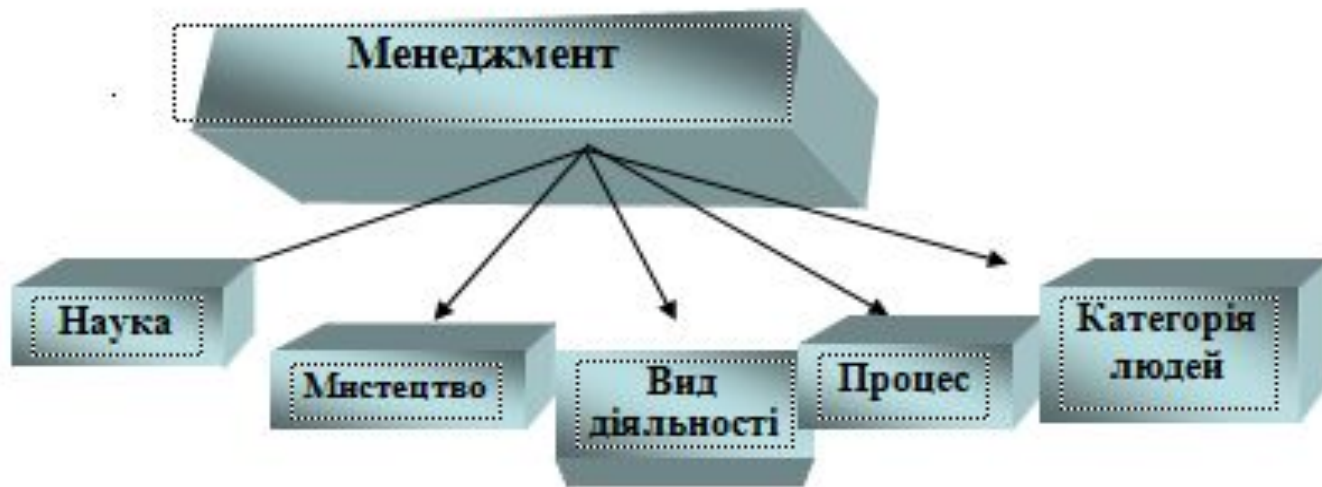 Менеджмент
Наука
Мистецтво
Вид
діяльності
Процес
Категорія
людей